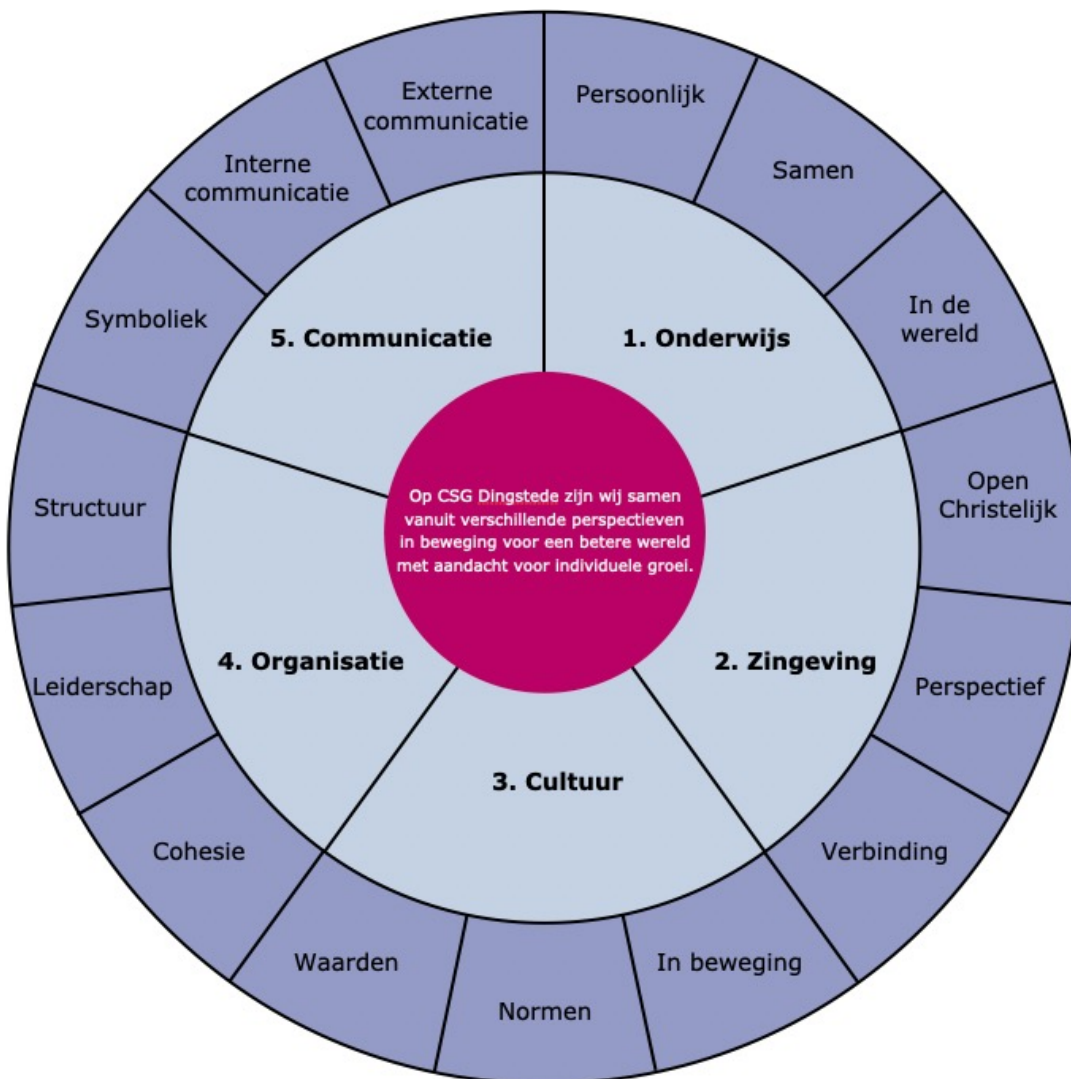 Externe
communicatie
Persoonlijk
Interne
communicatie
Samen
Symboliek
In de
wereld
5. Communicatie
1. Onderwijs
Structuur
Op CSG Dingstede zijn wij samen
vanuit verschillende perspectieven
in beweging voor een betere wereld
met aandacht voor individuele groei.
Open
Christelijk
4. Organisatie
2. Zingeving
Leiderschap
Perspectief
3. Cultuur
Cohesie
Verbinding
Waarden
In beweging
Normen